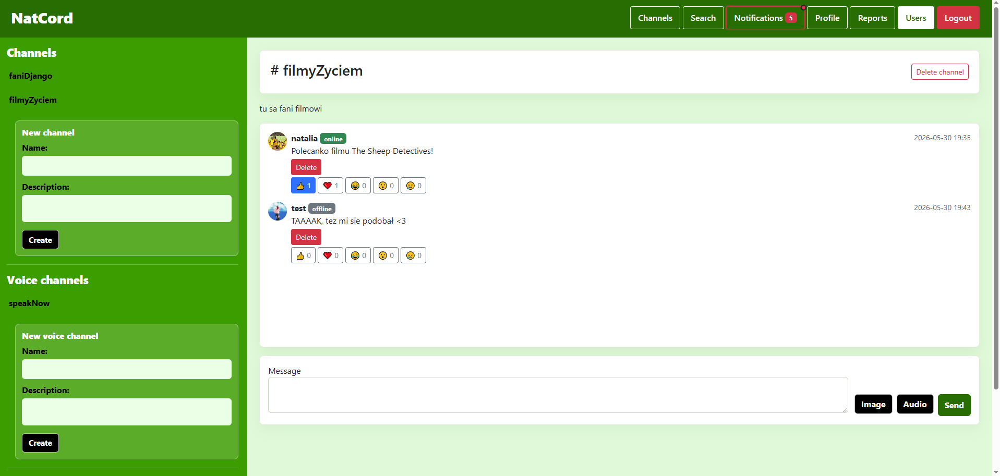 NatCord
Channels Search Notifications 5 Profile Reports Users Logout
Channels
faniDjango
filmyZyciem
New channel
Name:
Description:
Create
Voice channels
speakNow
New voice channel
Name:
Description:
Create
# filmyZyciem
Delete channel
tu sa fani filmowi
natalia online 2026-05-30 19:35
Polecanko filmu The Sheep Detectives!
Delete
👍 1 ❤️ 1 😂 0 😮 0 😢 0
test offline 2026-05-30 19:43
TAAAAK, tez mi sie podobał <3
Delete
👍 0 ❤️ 0 😂 0 😮 0 😢 0
Message
Image Audio Send